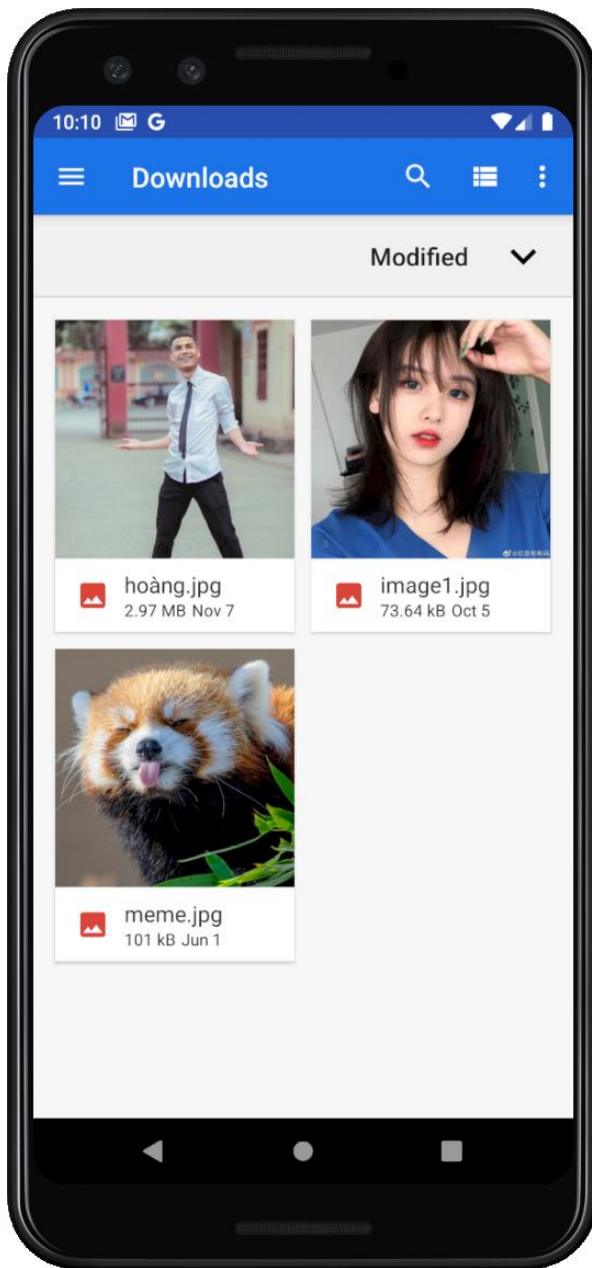 10:10 G
Downloads
Modified
hoàng.jpg
2.97 MB Nov 7
image1.jpg
73.64 kB Oct 5
meme.jpg
101 kB Jun 1